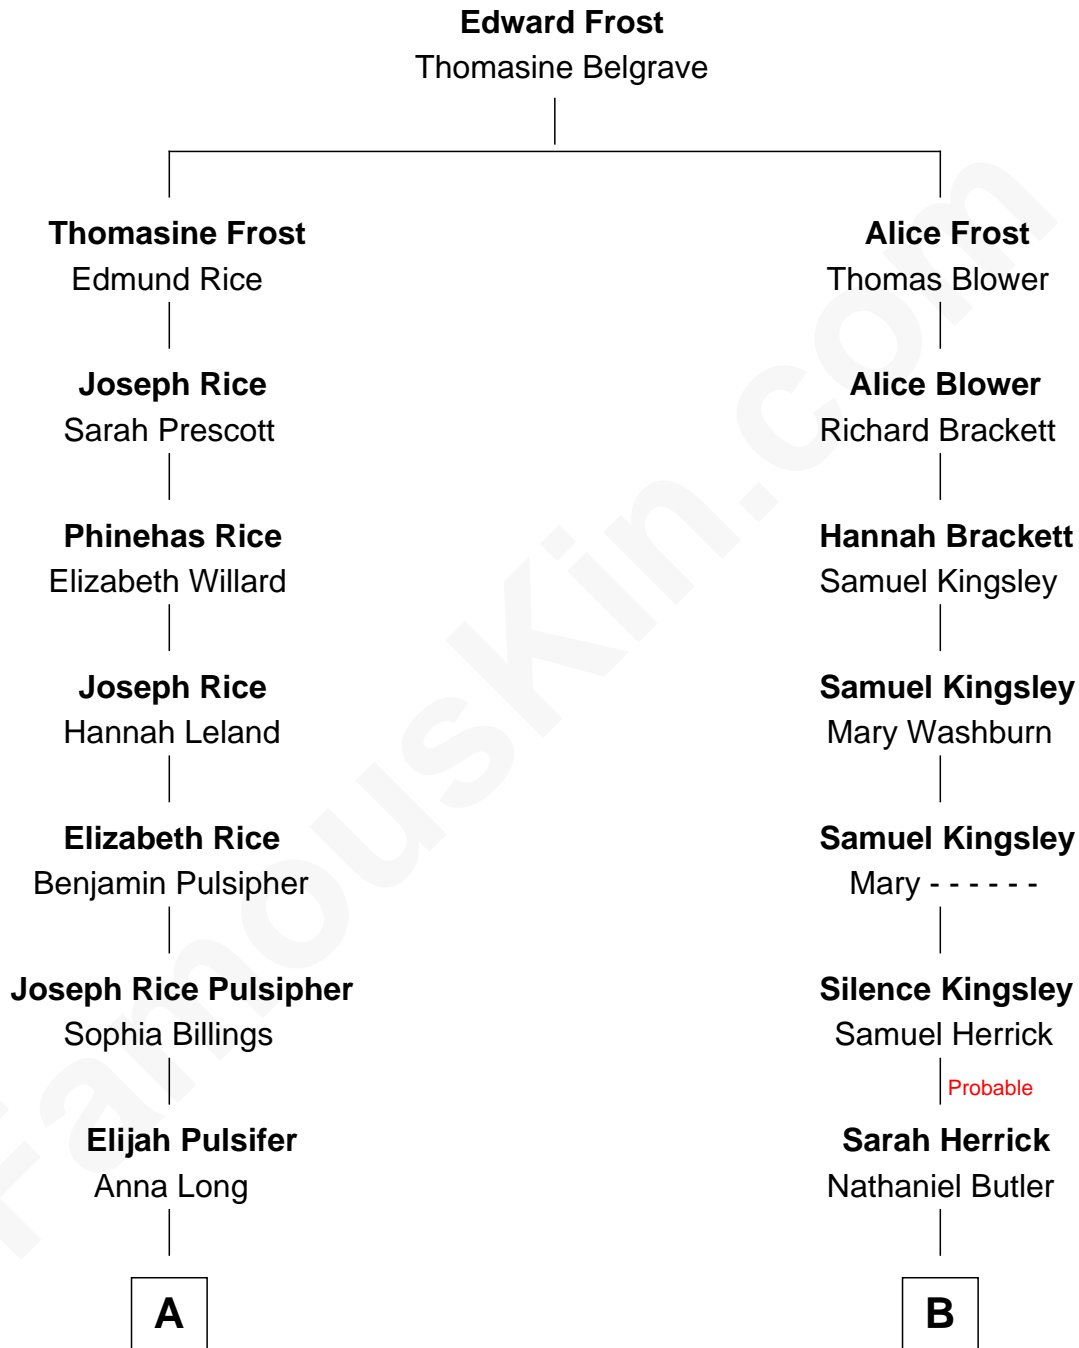 Edward Frost
Thomasine Belgrave
Thomasine Frost
Edmund Rice
Alice Frost
Thomas Blower
Joseph Rice
Sarah Prescott
Alice Blower
Richard Brackett
Phinehas Rice
Elizabeth Willard
Hannah Brackett
Samuel Kingsley
Joseph Rice
Hannah Leland
Samuel Kingsley
Mary Washburn
Elizabeth Rice
Benjamin Pulsipher
Samuel Kingsley
Mary - - - - - -
Joseph Rice Pulsipher
Sophia Billings
Silence Kingsley
Samuel Herrick
Probable
Elijah Pulsifer
Anna Long
Sarah Herrick
Nathaniel Butler
A
B
FamousKin.com